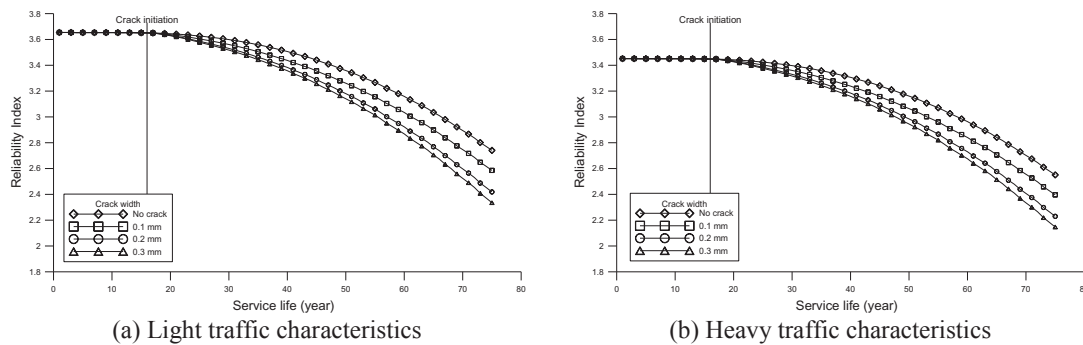 3.8
3.6
3.4
3.2
3
2.8
2.6
2.4
2.2
2
1.8
Reliability Index
Crack initiation
Crack width
No crack
0.1 mm
0.2 mm
0.3 mm
0 10 20 30 40 50 60 70 80
Service life (year)
(a) Light traffic characteristics
3.8
3.6
3.4
3.2
3
2.8
2.6
2.4
2.2
2
1.8
Reliability Index
Crack initiation
Crack width
No crack
0.1 mm
0.2 mm
0.3 mm
0 10 20 30 40 50 60 70 80
Service life (year)
(b) Heavy traffic characteristics